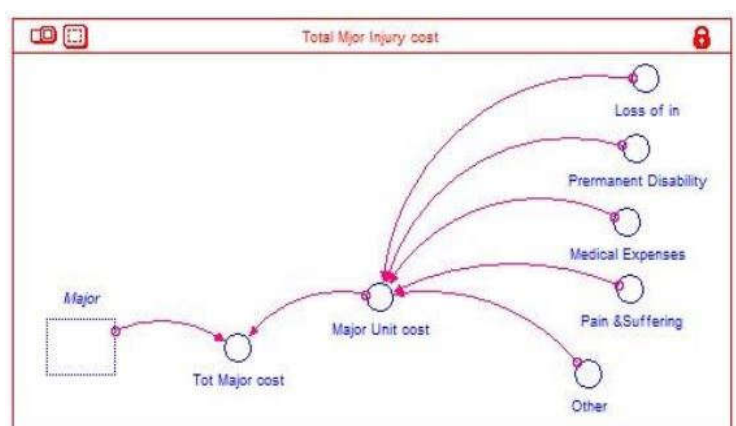 Total Mjor Injury cost
Loss of in
Prermanent Disability
Medical Expenses
Major
Pain &Suffering
Major Unit cost
Tot Major cost
Other